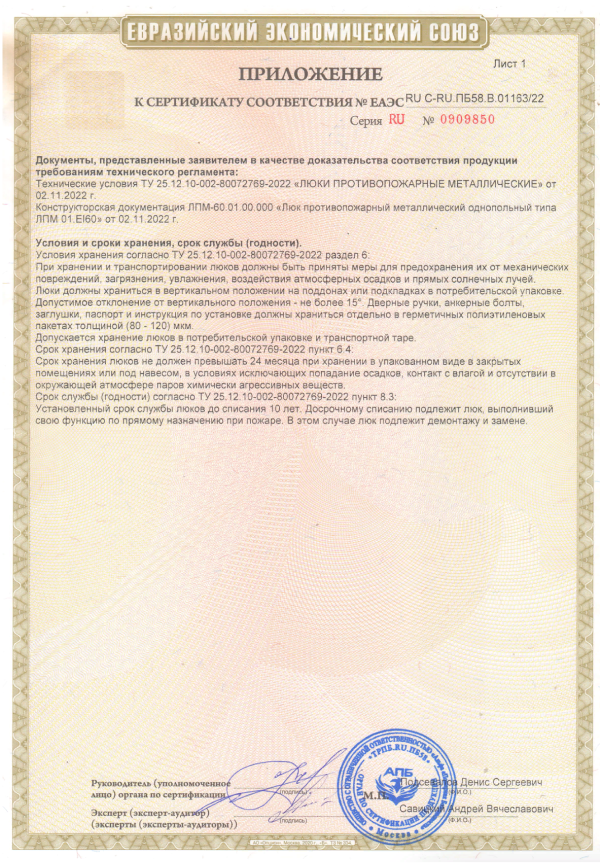 ЕВРАЗИЙСКИЙ ЭКОНОМИЧЕСКИЙ СОЮЗ
Лист 1
ПРИЛОЖЕНИЕ
К СЕРТИФИКАТУ СООТВЕТСТВИЯ № ЕАЭС RU С-RU.ПБ58.В.01163/22
Серия RU № 0909850
Документы, представленные заявителем в качестве доказательства соответствия продукции
требованиям технического регламента:
Технические условия ТУ 25.12.10-002-80072769-2022 «ЛЮКИ ПРОТИВОПОЖАРНЫЕ МЕТАЛЛИЧЕСКИЕ» от
02.11.2022 г.
Конструкторская документация ЛПМ-60.01.00.000 «Люк противопожарный металлический однопольный типа
ЛПМ 01.EI60» от 02.11.2022 г.
Условия и сроки хранения, срок службы (годности).
Условия хранения согласно ТУ 25.12.10-002-80072769-2022 раздел 6:
При хранении и транспортировании люков должны быть приняты меры для предохранения их от механических
повреждений, загрязнения, увлажнения, воздействия атмосферных осадков и прямых солнечных лучей.
Люки должны храниться в вертикальном положении на поддонах или подкладках в потребительской упаковке.
Допустимое отклонение от вертикального положения - не более 15°. Дверные ручки, анкерные болты,
заглушки, паспорт и инструкция по установке должны храниться отдельно в герметичных полиэтиленовых
пакетах толщиной (80 - 120) мкм.
Допускается хранение люков в потребительской упаковке и транспортной таре.
Срок хранения согласно ТУ 25.12.10-002-80072769-2022 пункт 6.4:
Срок хранения люков не должен превышать 24 месяца при хранении в упакованном виде в закрытых
помещениях или под навесом, в условиях исключающих попадание осадков, контакт с влагой и отсутствии в
окружающей атмосфере паров химически агрессивных веществ.
Срок службы (годности) согласно ТУ 25.12.10-002-80072769-2022 пункт 8.3:
Установленный срок службы люков до списания 10 лет. Досрочному списанию подлежит люк, выполнивший
свою функцию по прямому назначению при пожаре. В этом случае люк подлежит демонтажу и замене.
Руководитель (уполномоченное
лицо) органа по сертификации
(подпись)
М.П.
Подсевалов Денис Сергеевич
(Ф.И.О.)
Эксперт (эксперт-аудитор)
(эксперты (эксперты-аудиторы))
(подпись)
Савицкий Андрей Вячеславович
(Ф.И.О.)
"ТРПБ.RU.ПБ58"
АПБ
ОРГАН ПО СЕРТИФИКАЦИИ ПРОДУКЦИИ
Москва